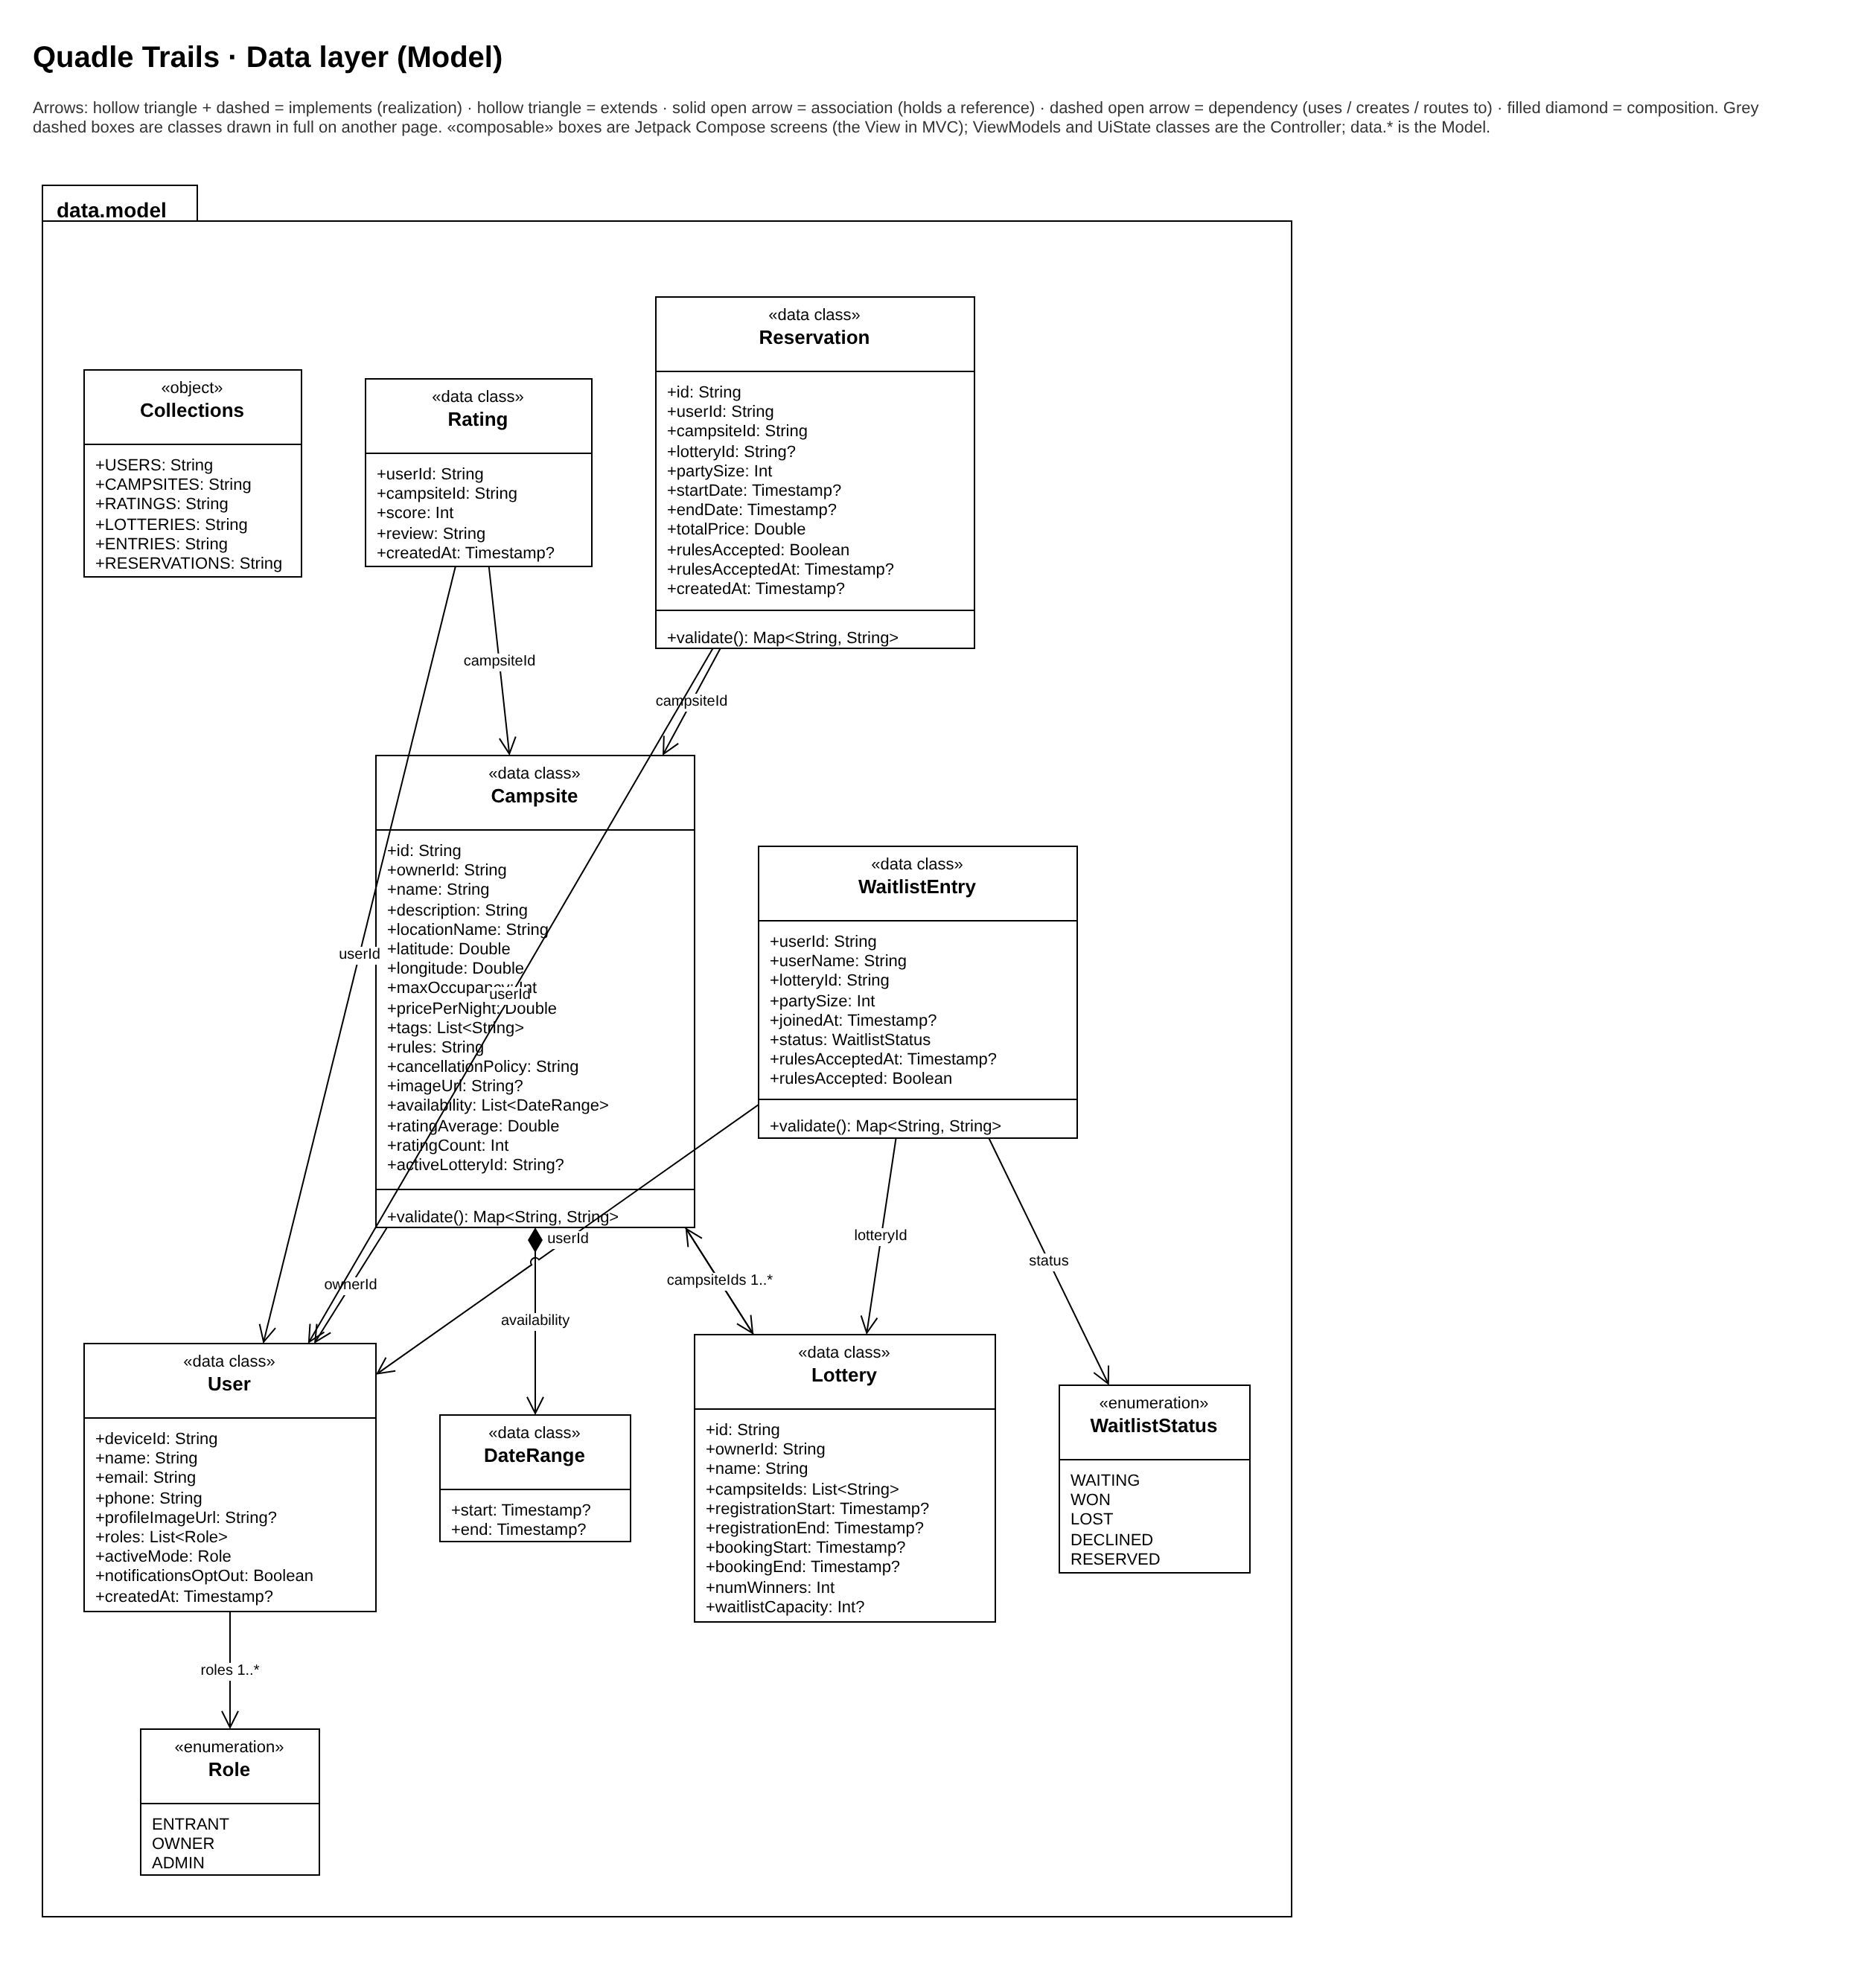 Quadle Trails · Data layer (Model)
Arrows: hollow triangle + dashed = implements (realization) · hollow triangle = extends · solid open arrow = association (holds a reference) · dashed open arrow = dependency (uses / creates / routes to) · filled diamond = composition. Grey
dashed boxes are classes drawn in full on another page. «composable» boxes are Jetpack Compose screens (the View in MVC); ViewModels and UiState classes are the Controller; data.* is the Model.
data.model
«object»
Collections
+USERS: String
+CAMPSITES: String
+RATINGS: String
+LOTTERIES: String
+ENTRIES: String
+RESERVATIONS: String
«data class»
Rating
+userId: String
+campsiteId: String
+score: Int
+review: String
+createdAt: Timestamp?
«data class»
Reservation
+id: String
+userId: String
+campsiteId: String
+lotteryId: String?
+partySize: Int
+startDate: Timestamp?
+endDate: Timestamp?
+totalPrice: Double
+rulesAccepted: Boolean
+rulesAcceptedAt: Timestamp?
+createdAt: Timestamp?
+validate(): Map<String, String>
campsiteId
campsiteId
«data class»
Campsite
+id: String
+ownerId: String
+name: String
+description: String
+locationName: String
+latitude: Double
+longitude: Double
+maxOccupancy: Int
+pricePerNight: Double
+tags: List<String>
+rules: String
+cancellationPolicy: String
+imageUrl: String?
+availability: List<DateRange>
+ratingAverage: Double
+ratingCount: Int
+activeLotteryId: String?
+validate(): Map<String, String>
userId
userId
«data class»
WaitlistEntry
+userId: String
+userName: String
+lotteryId: String
+partySize: Int
+joinedAt: Timestamp?
+status: WaitlistStatus
+rulesAcceptedAt: Timestamp?
+rulesAccepted: Boolean
+validate(): Map<String, String>
userId
ownerId
availability
campsiteIds 1..*
lotteryId
status
«data class»
User
+deviceId: String
+name: String
+email: String
+phone: String
+profileImageUrl: String?
+roles: List<Role>
+activeMode: Role
+notificationsOptOut: Boolean
+createdAt: Timestamp?
«data class»
DateRange
+start: Timestamp?
+end: Timestamp?
«data class»
Lottery
+id: String
+ownerId: String
+name: String
+campsiteIds: List<String>
+registrationStart: Timestamp?
+registrationEnd: Timestamp?
+bookingStart: Timestamp?
+bookingEnd: Timestamp?
+numWinners: Int
+waitlistCapacity: Int?
«enumeration»
WaitlistStatus
WAITING
WON
LOST
DECLINED
RESERVED
roles 1..*
«enumeration»
Role
ENTRANT
OWNER
ADMIN